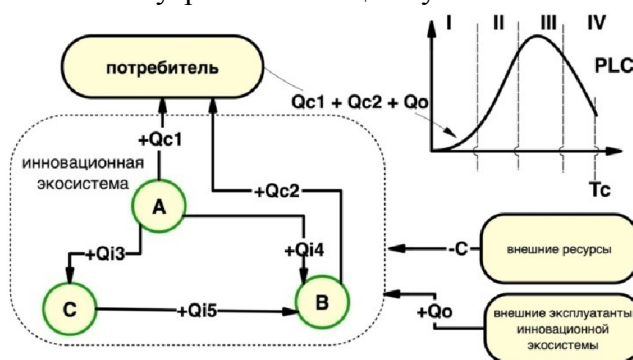 I II III IV
потребитель
PLC
Qc1 + Qc2 + Qo
+Qc1
инновационная
экосистема
+Qc2
Tc
A
+Qi3
+Qi4
-C
внешние ресурсы
C
+Qi5
B
+Qo
внешние эксплуатанты
инновационной
экосистемы